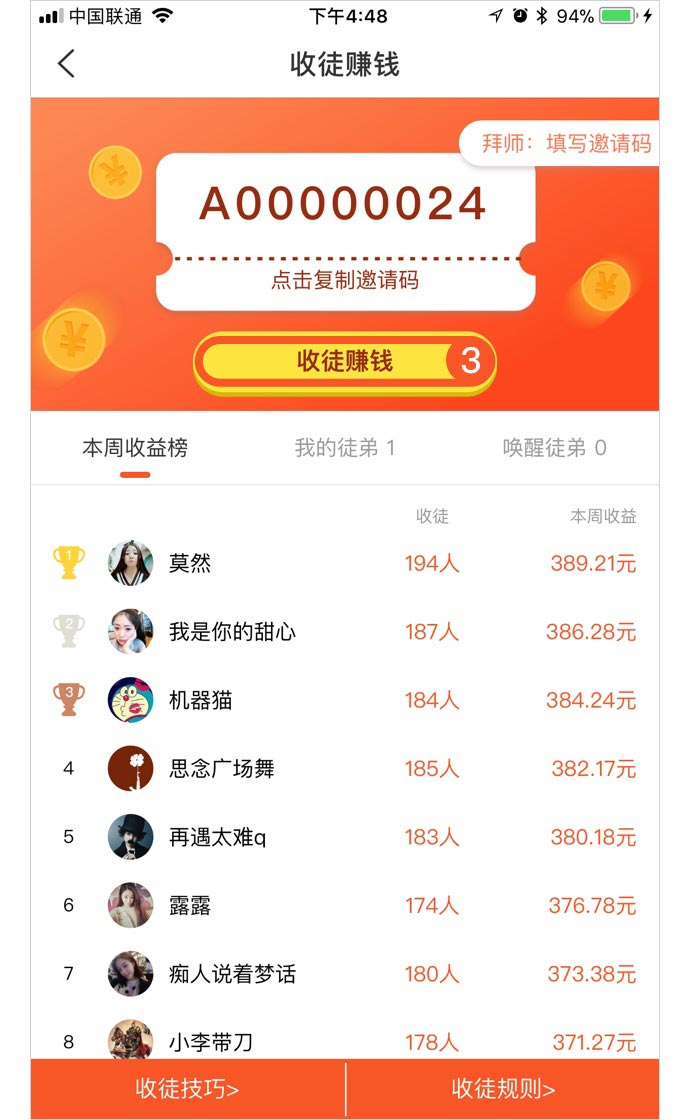 中国联通 下午4:48 94%
收徒赚钱
拜师：填写邀请码
A00000024
点击复制邀请码
收徒赚钱 3
本周收益榜 我的徒弟 1 唤醒徒弟 0
收徒 本周收益
1 莫然 194人 389.21元
2 我是你的甜心 187人 386.28元
3 机器猫 184人 384.24元
4 思念广场舞 185人 382.17元
5 再遇太难q 183人 380.18元
6 露露 174人 376.78元
7 痴人说着梦话 180人 373.38元
8 小李带刀 178人 371.27元
收徒技巧> 收徒规则>